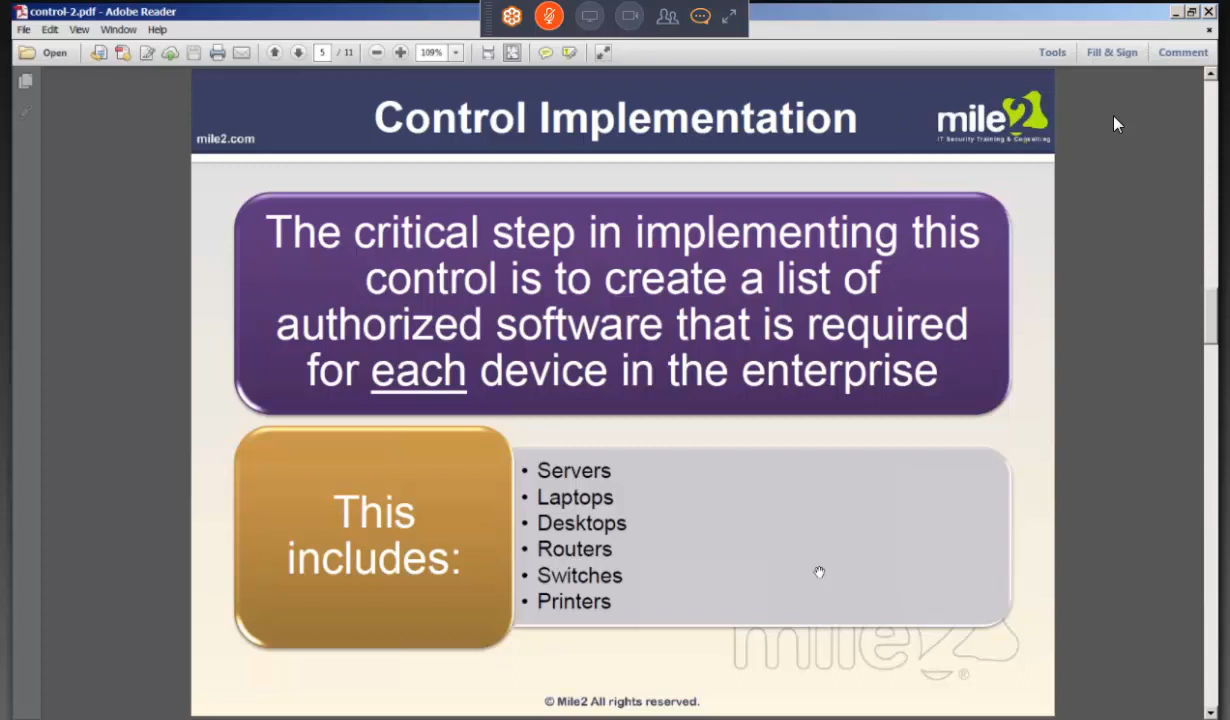 control-2.pdf - Adobe Reader
File Edit View Window Help
Open 5 / 11 109% Tools Fill & Sign Comment
Control Implementation
mile2.com
mile2
IT Security Training & Consulting
The critical step in implementing this
control is to create a list of
authorized software that is required
for each device in the enterprise
This
includes:
• Servers
• Laptops
• Desktops
• Routers
• Switches
• Printers
mile2
© Mile2 All rights reserved.